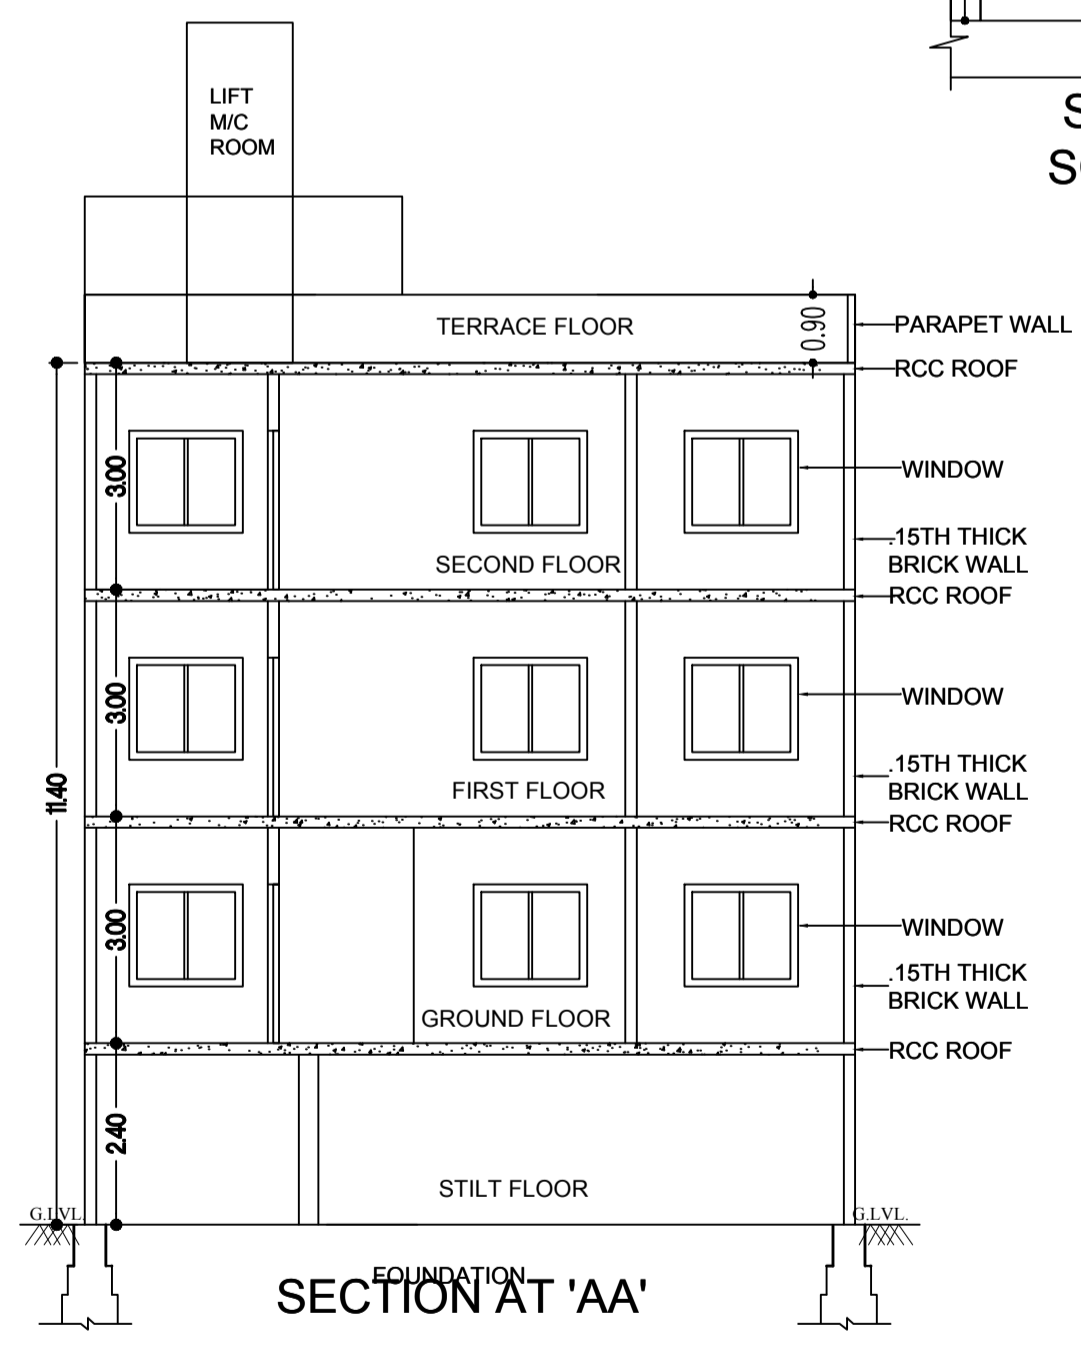 LIFT
M/C
ROOM
S
TERRACE FLOOR
0.90
PARAPET WALL
RCC ROOF
3.00
WINDOW
SECOND FLOOR
.15TH THICK
BRICK WALL
RCC ROOF
3.00
WINDOW
11.40
FIRST FLOOR
.15TH THICK
BRICK WALL
RCC ROOF
3.00
WINDOW
GROUND FLOOR
.15TH THICK
BRICK WALL
RCC ROOF
2.40
STILT FLOOR
G.LVL
G.LVL.
FOUNDATION
SECTION AT 'AA'